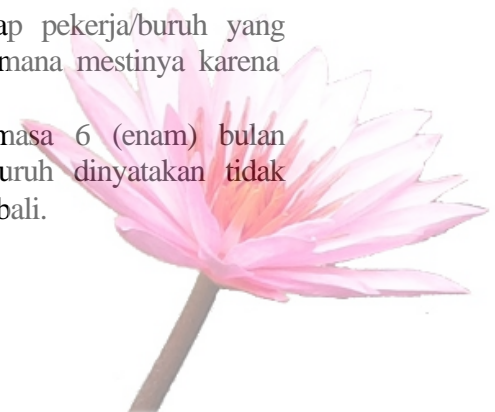 ap pekerja/buruh yang
mana mestinya karena
masa 6 (enam) bulan
uruh dinyatakan tidak
bali.